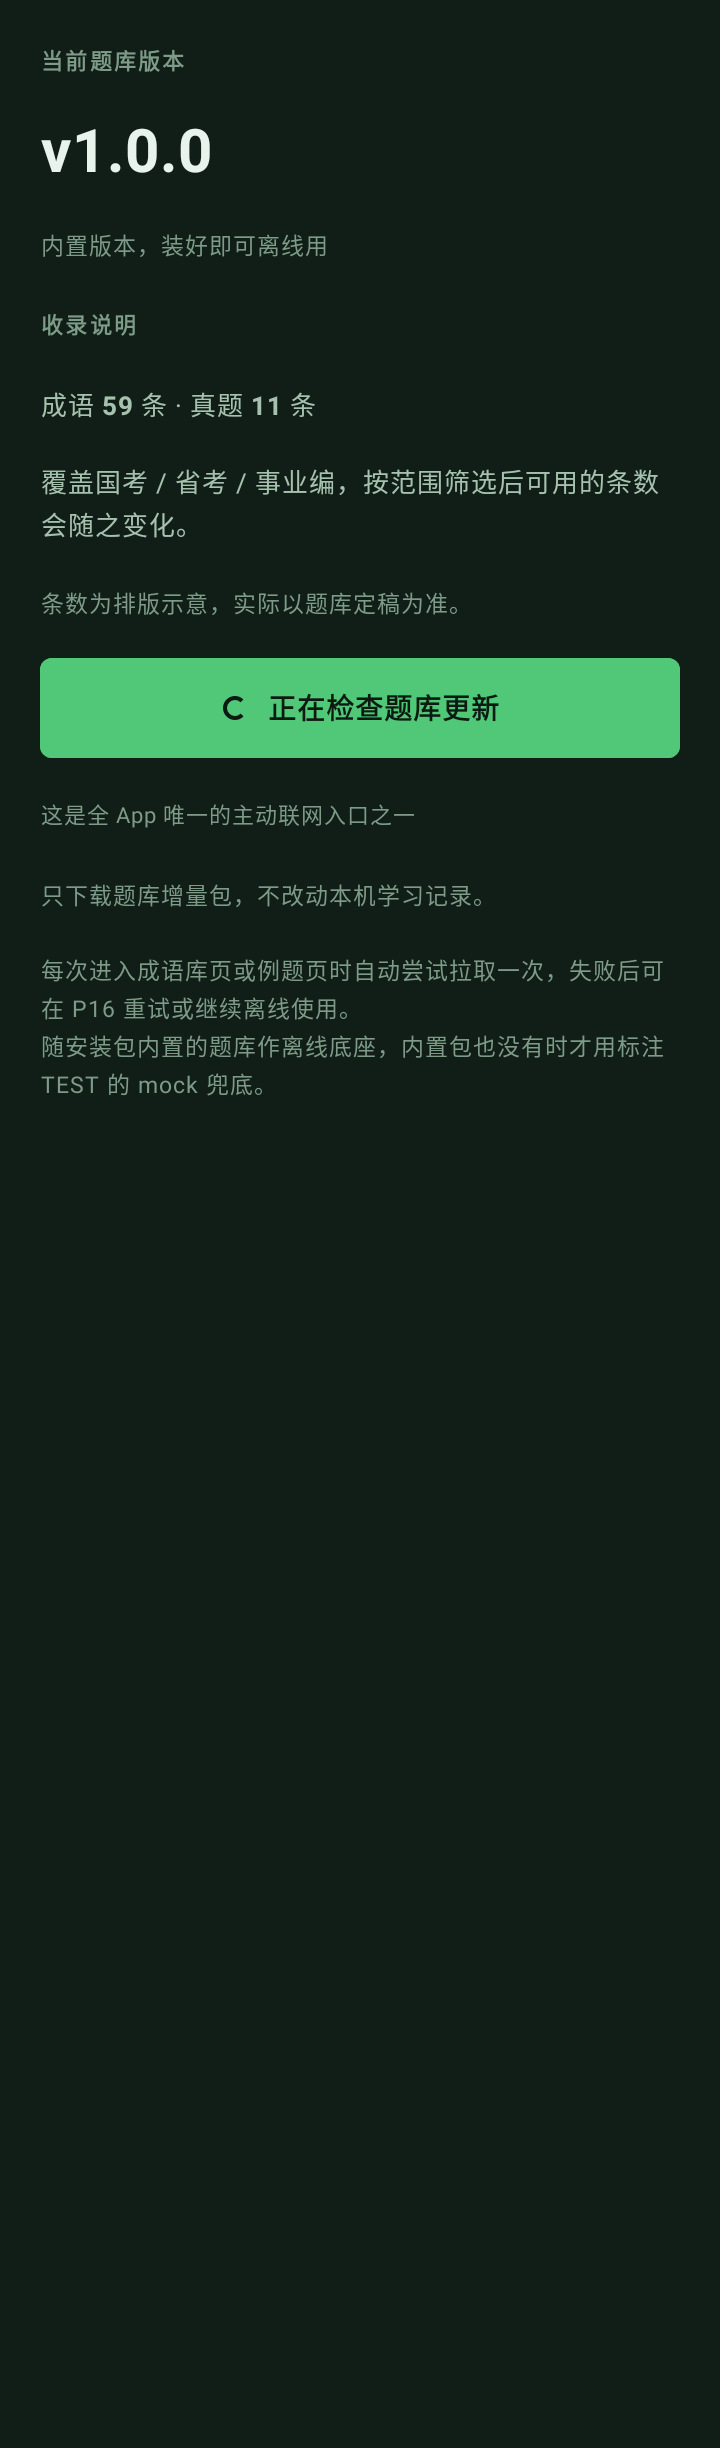 当前题库版本
v1.0.0
内置版本，装好即可离线用
收录说明
成语 59 条 · 真题 11 条
覆盖国考 / 省考 / 事业编，按范围筛选后可用的条数
会随之变化。
条数为排版示意，实际以题库定稿为准。
正在检查题库更新
这是全 App 唯一的主动联网入口之一
只下载题库增量包，不改动本机学习记录。
每次进入成语库页或例题页时自动尝试拉取一次，失败后可
在 P16 重试或继续离线使用。
随安装包内置的题库作离线底座，内置包也没有时才用标注
TEST 的 mock 兜底。